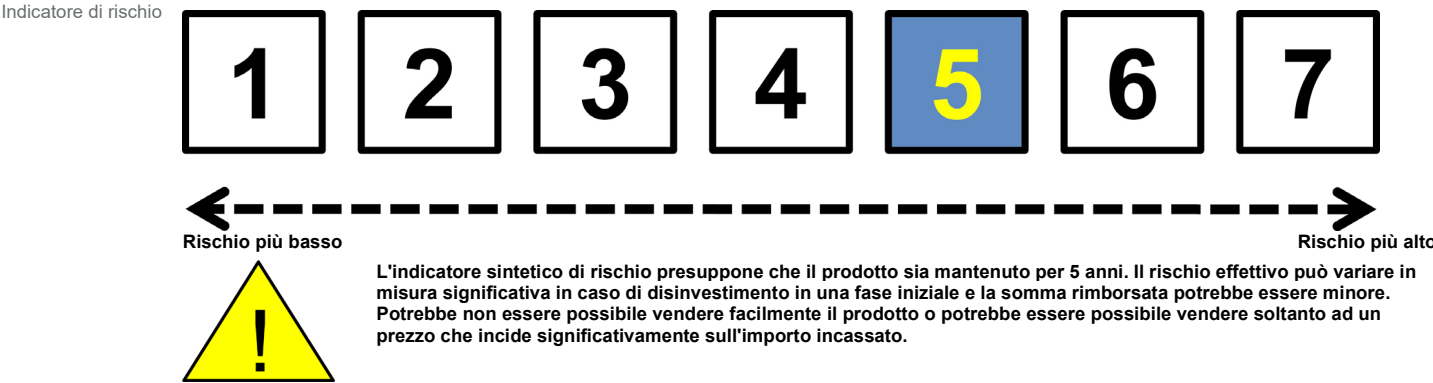 Indicatore di rischio
1 2 3 4 5 6 7
Rischio più basso Rischio più alto
!
L'indicatore sintetico di rischio presuppone che il prodotto sia mantenuto per 5 anni. Il rischio effettivo può variare in
misura significativa in caso di disinvestimento in una fase iniziale e la somma rimborsata potrebbe essere minore.
Potrebbe non essere possibile vendere facilmente il prodotto o potrebbe essere possibile vendere soltanto ad un
prezzo che incide significativamente sull'importo incassato.